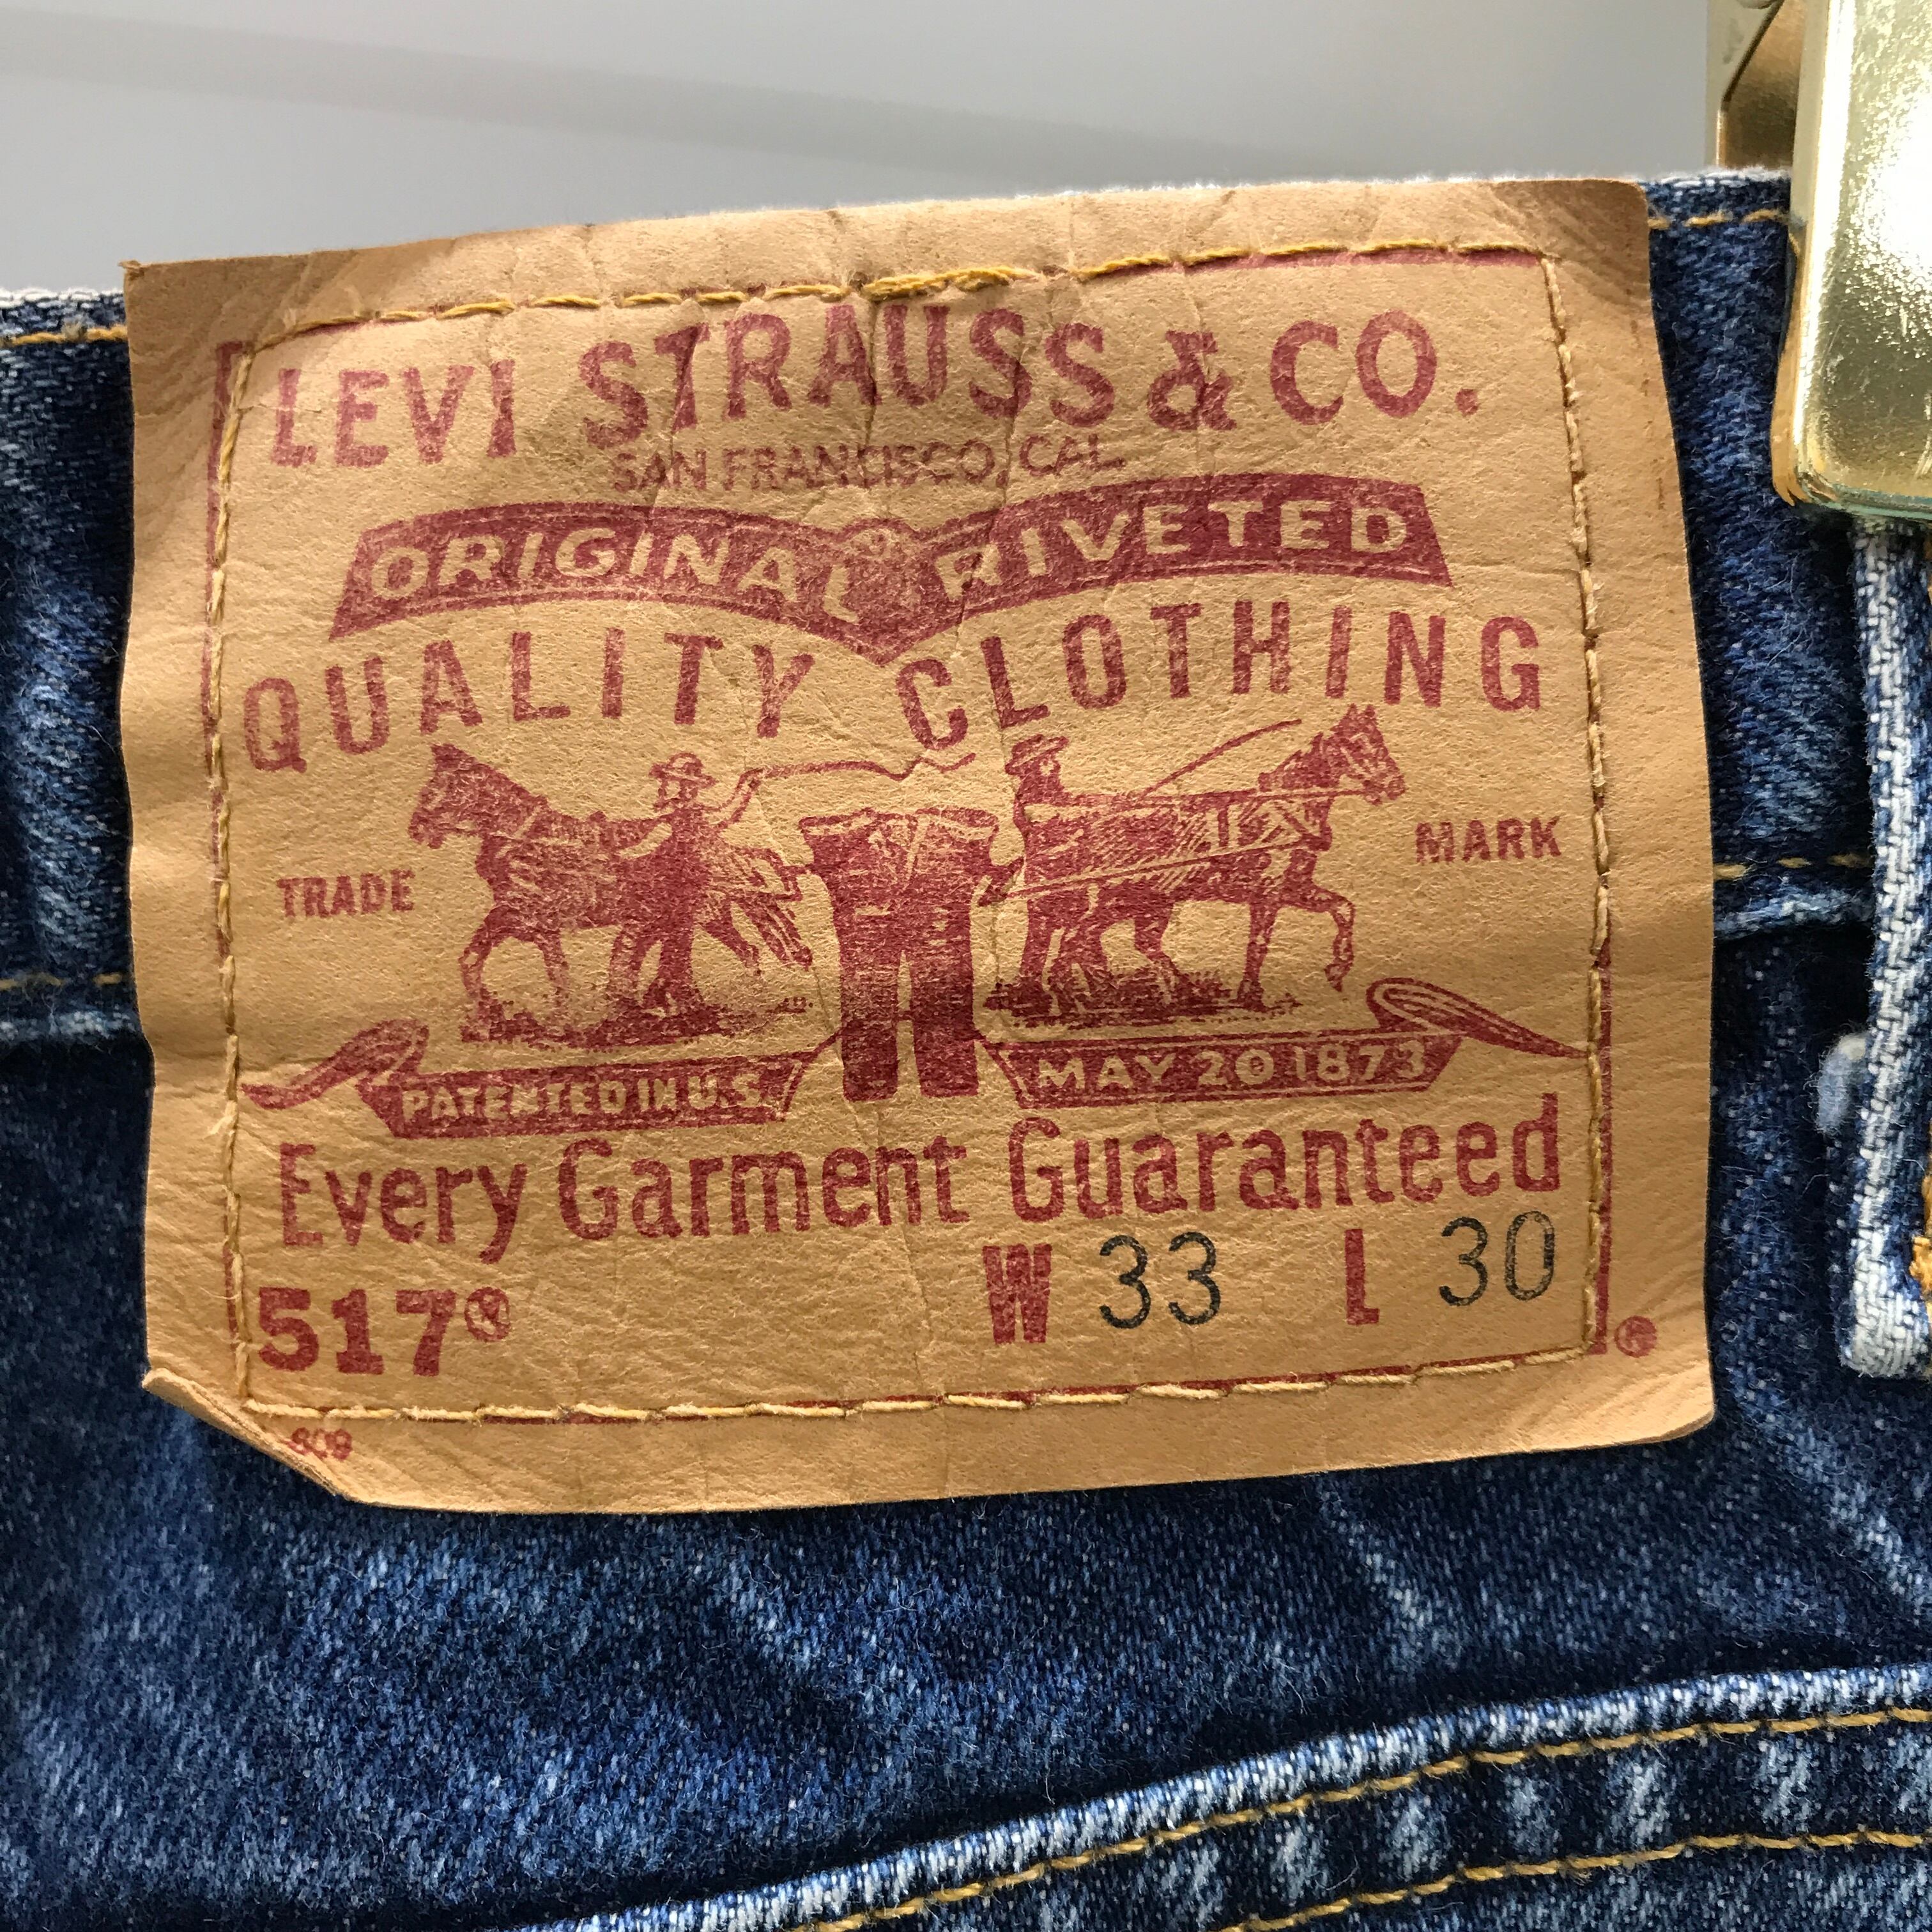 LEVI STRAUSS & CO.
SAN FRANCISCO, CAL.
ORIGINAL RIVETED
QUALITY CLOTHING
TRADE MARK
PATENTED IN U.S. MAY 20 1873
Every Garment Guaranteed
517® W 33 L 30
®